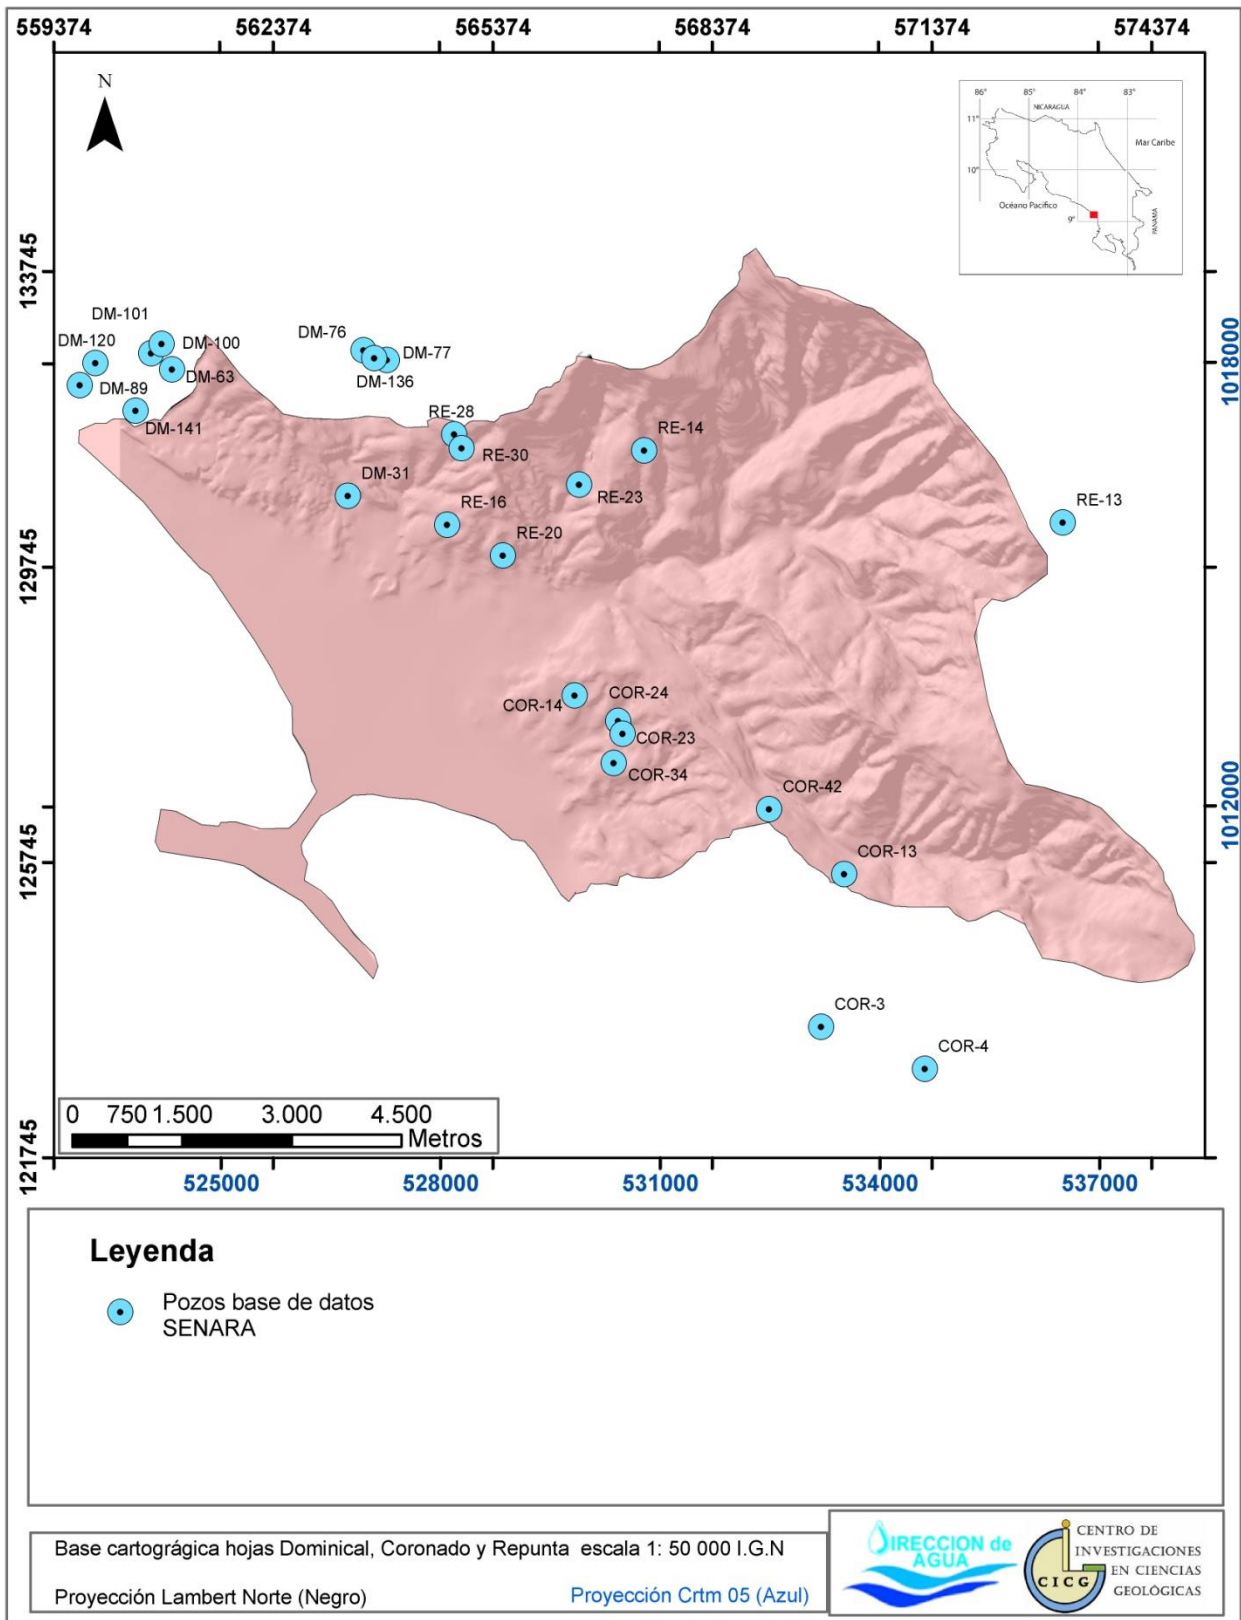 559374 562374 565374 568374 571374 574374
N
86° 85° 84° 83°
NICARAGUA
11°
Mar Caribe
10°
Océano Pacifico
9°
PANAMA
133745
129745
125745
121745
1018000
1012000
DM-101
DM-120
DM-100
DM-89
DM-63
DM-141
DM-76
DM-77
DM-136
RE-28
RE-30
RE-14
DM-31
RE-23
RE-16
RE-20
RE-13
COR-14
COR-24
COR-23
COR-34
COR-42
COR-13
COR-3
COR-4
0 750 1.500 3.000 4.500
Metros
525000 528000 531000 534000 537000
Leyenda
Pozos base de datos
SENARA
Base cartográgica hojas Dominical, Coronado y Repunta escala 1: 50 000 I.G.N
Proyección Lambert Norte (Negro) Proyección Crtm 05 (Azul)
DIRECCION de
AGUA
CICG
CENTRO DE
INVESTIGACIONES
EN CIENCIAS
GEOLÓGICAS